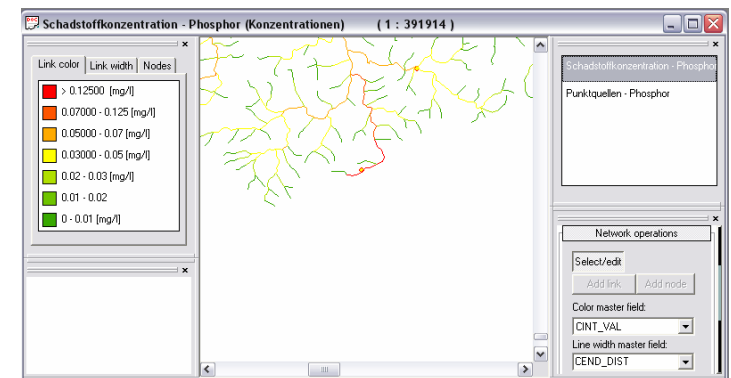 Schadstoffkonzentration - Phosphor (Konzentrationen) ( 1 : 391914 )
Link color Link width Nodes
> 0.12500 [mg/l]
0.07000 - 0.125 [mg/l]
0.05000 - 0.07 [mg/l]
0.03000 - 0.05 [mg/l]
0.02 - 0.03 [mg/l]
0.01 - 0.02
0 - 0.01 [mg/l]
Schadstoffkonzentration - Phosphor
Punktquellen - Phosphor
Network operations
Select/edit
Add link Add node
Color master field:
CINT_VAL
Line width master field:
CEND_DIST